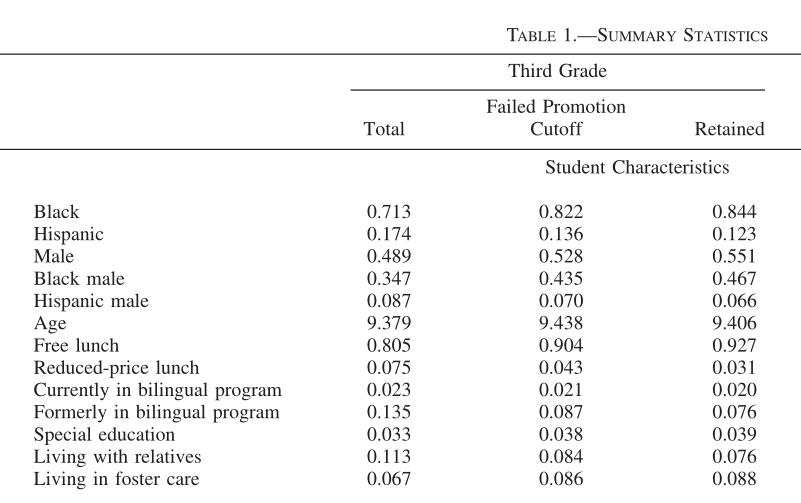 TABLE 1.—SUMMARY STATISTICS
Third Grade
Failed Promotion
Total Cutoff Retained
Student Characteristics
Black 0.713 0.822 0.844
Hispanic 0.174 0.136 0.123
Male 0.489 0.528 0.551
Black male 0.347 0.435 0.467
Hispanic male 0.087 0.070 0.066
Age 9.379 9.438 9.406
Free lunch 0.805 0.904 0.927
Reduced-price lunch 0.075 0.043 0.031
Currently in bilingual program 0.023 0.021 0.020
Formerly in bilingual program 0.135 0.087 0.076
Special education 0.033 0.038 0.039
Living with relatives 0.113 0.084 0.076
Living in foster care 0.067 0.086 0.088